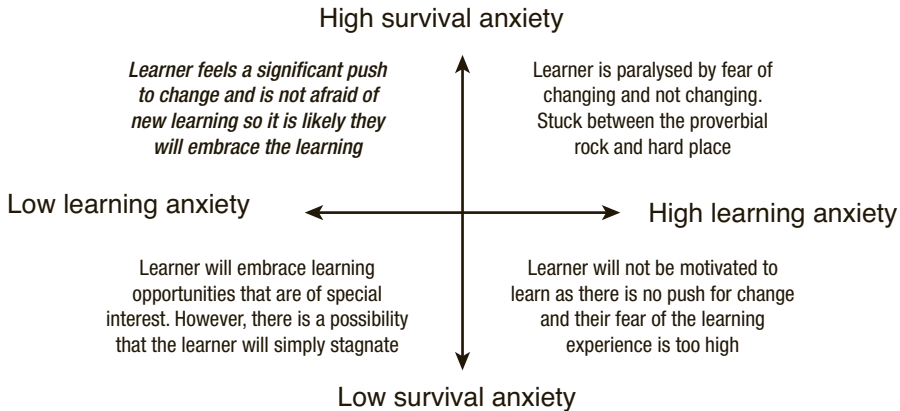 High survival anxiety
Learner feels a significant push
to change and is not afraid of
new learning so it is likely they
will embrace the learning
Learner is paralysed by fear of
changing and not changing.
Stuck between the proverbial
rock and hard place
Low learning anxiety
High learning anxiety
Learner will embrace learning
opportunities that are of special
interest. However, there is a possibility
that the learner will simply stagnate
Learner will not be motivated to
learn as there is no push for change
and their fear of the learning
experience is too high
Low survival anxiety